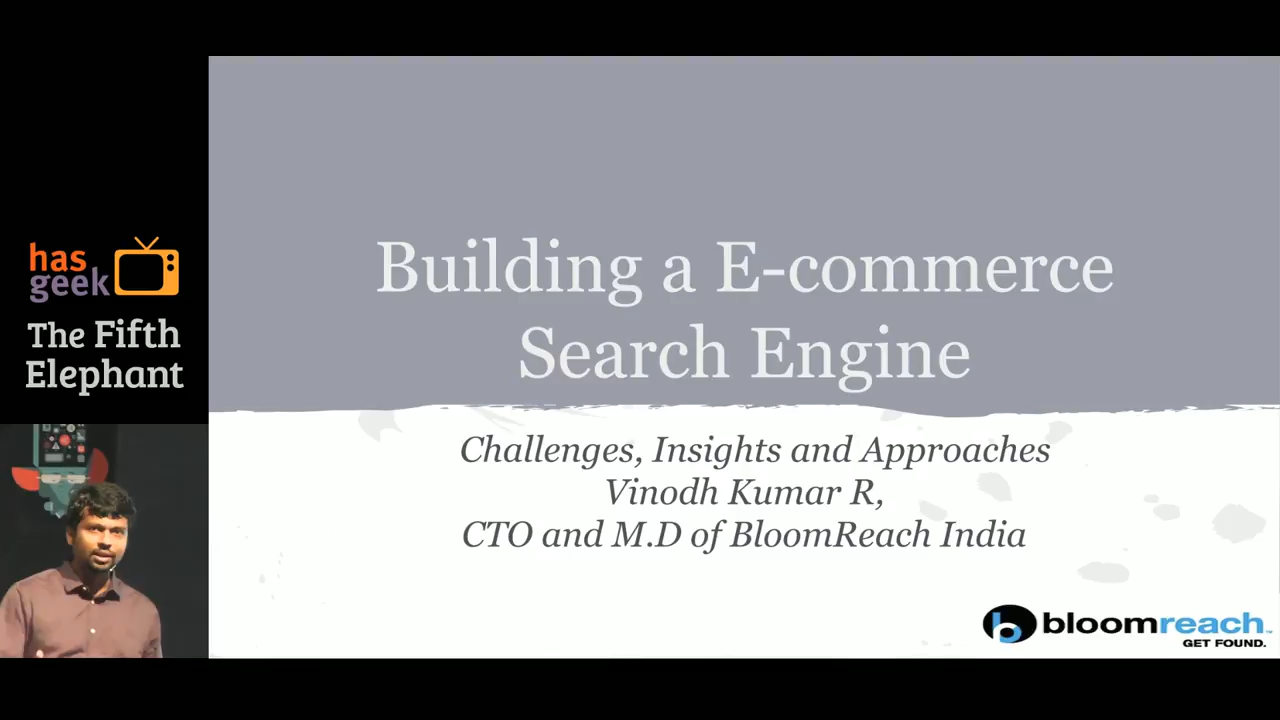 has
geek
The Fifth
Elephant
Building a E-commerce
Search Engine
Challenges, Insights and Approaches
Vinodh Kumar R,
CTO and M.D of BloomReach India
bloomreach™
GET FOUND.